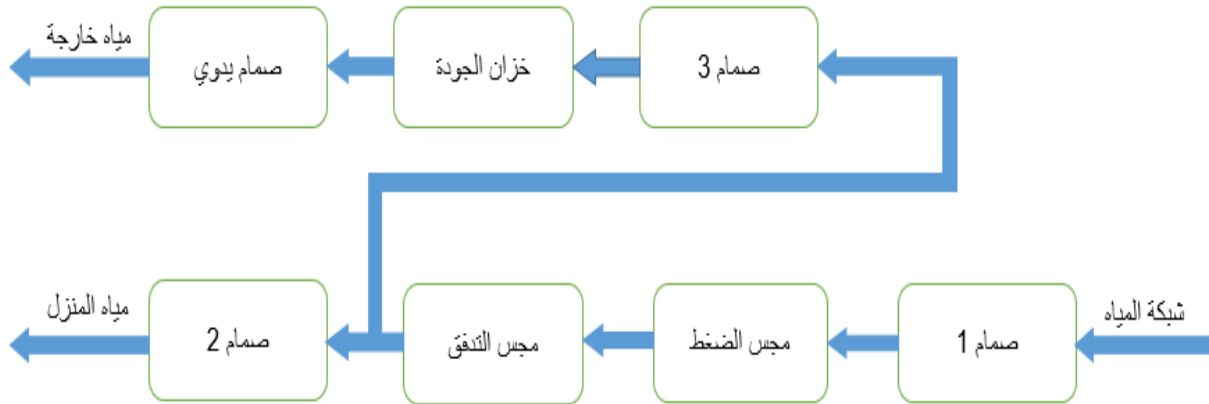 مياه خارجة
صمام يدوي
خزان الجودة
صمام 3
مياه المنزل
صمام 2
مجس التدفق
مجس الضغط
صمام 1
شبكة المياه